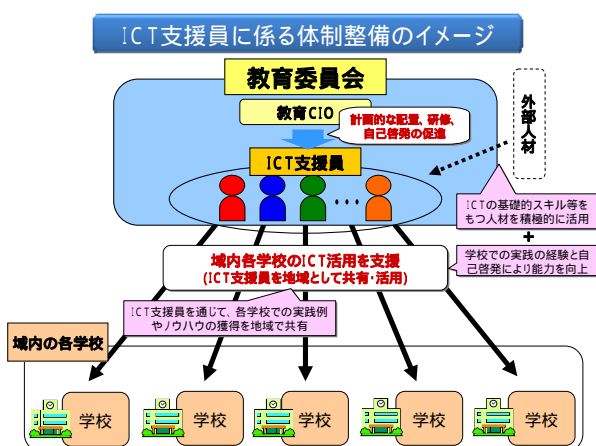 ICT支援員に係る体制整備のイメージ
教育委員会
教育CIO
計画的な配置、研修、
自己啓発の促進
外部人材
ICT支援員
・・・
ICTの基礎的スキル等を
もつ人材を積極的に活用
+
学校での実践の経験と自
己啓発により能力を向上
域内各学校のICT活用を支援
(ICT支援員を地域として共有・活用)
ICT支援員を通じて、各学校での実践例
やノウハウの獲得を地域で共有
域内の各学校
学校
学校
学校
学校
学校